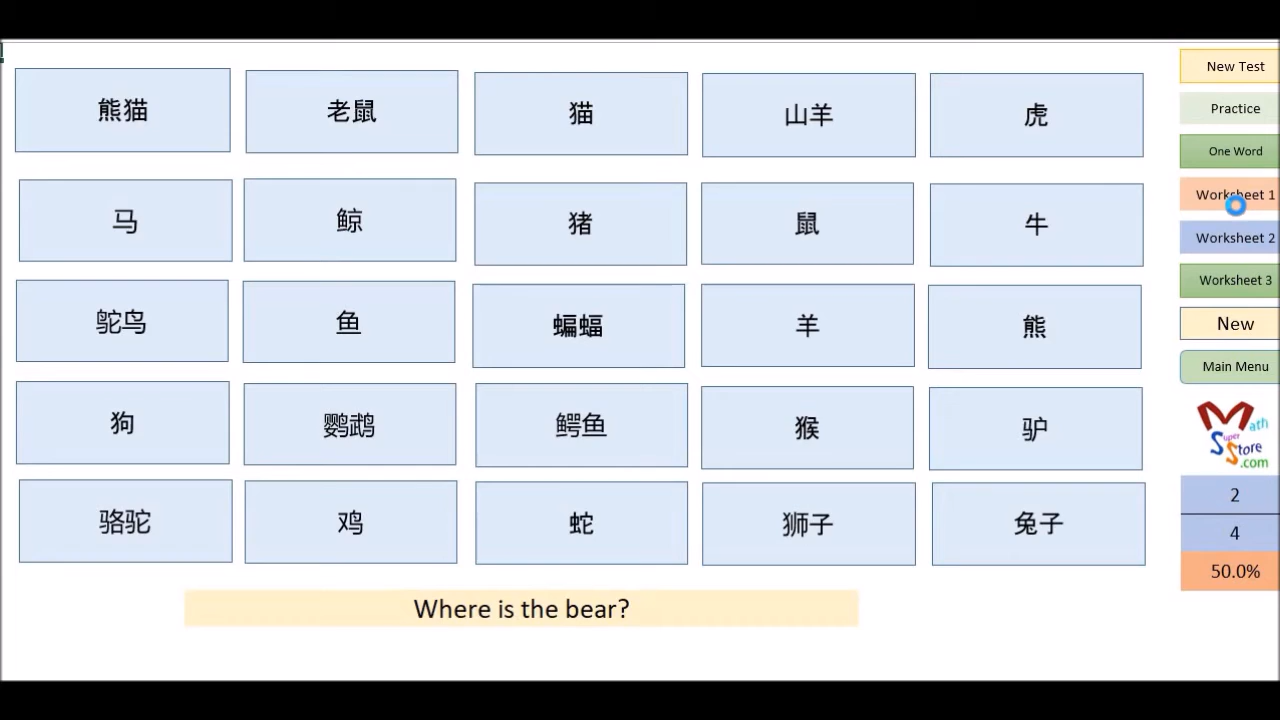 熊猫 老鼠 猫 山羊 虎
马 鲸 猪 鼠 牛
鸵鸟 鱼 蝙蝠 羊 熊
狗 鹦鹉 鳄鱼 猴 驴
骆驼 鸡 蛇 狮子 兔子
Where is the bear?
New Test
Practice
One Word
Worksheet 1
Worksheet 2
Worksheet 3
New
Main Menu
Math
Super
Store
.com
2
4
50.0%